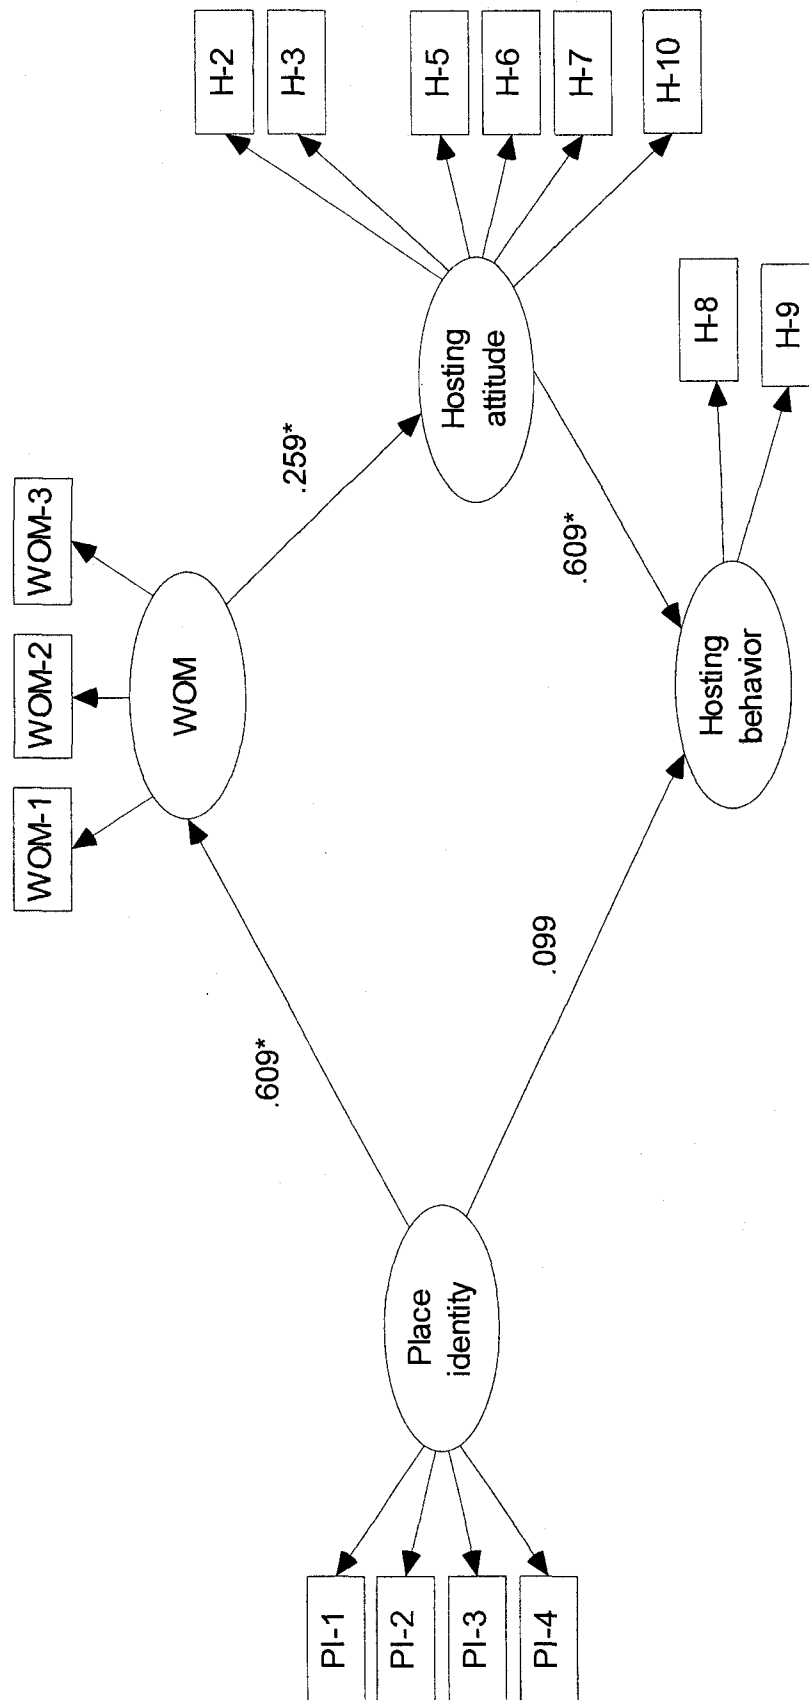 WOM-1
WOM-2
WOM-3
WOM
.609*
.259*
PI-1
PI-2
PI-3
PI-4
Place
identity
Hosting
attitude
H-2
H-3
H-5
H-6
H-7
H-10
.099
.609*
Hosting
behavior
H-8
H-9